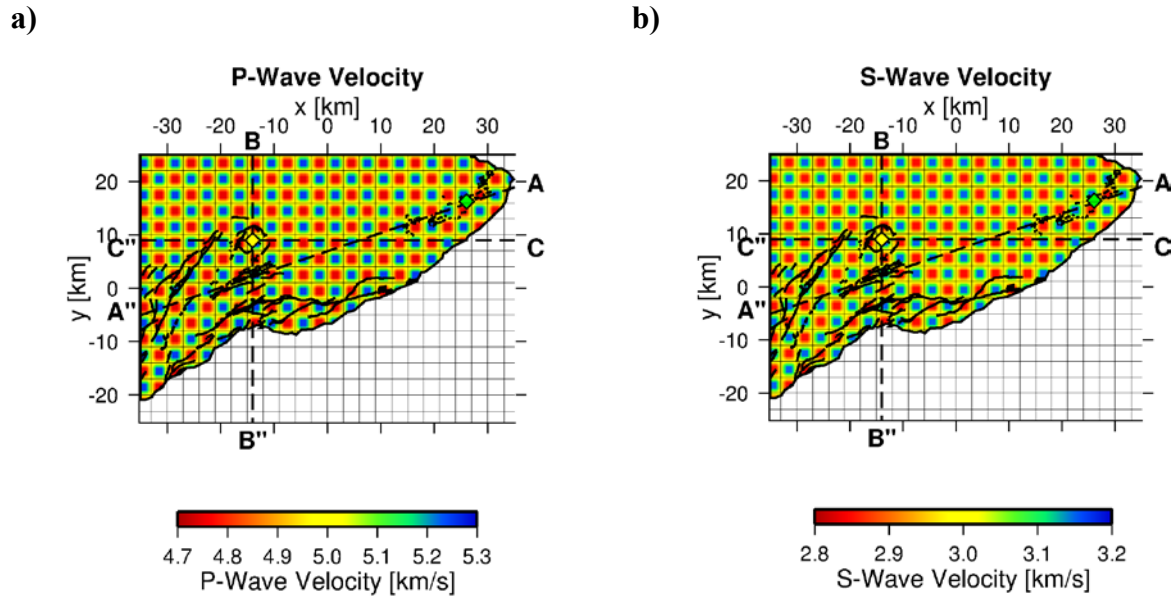 a)
P-Wave Velocity
x [km]
-30 -20 -10 0 10 20 30
B
20
A
10
C"
C
0
y [km]
A"
-10
-20
B"
4.7 4.8 4.9 5.0 5.1 5.2 5.3
P-Wave Velocity [km/s]
b)
S-Wave Velocity
x [km]
-30 -20 -10 0 10 20 30
B
20
A
10
C"
C
0
y [km]
A"
-10
-20
B"
2.8 2.9 3.0 3.1 3.2
S-Wave Velocity [km/s]